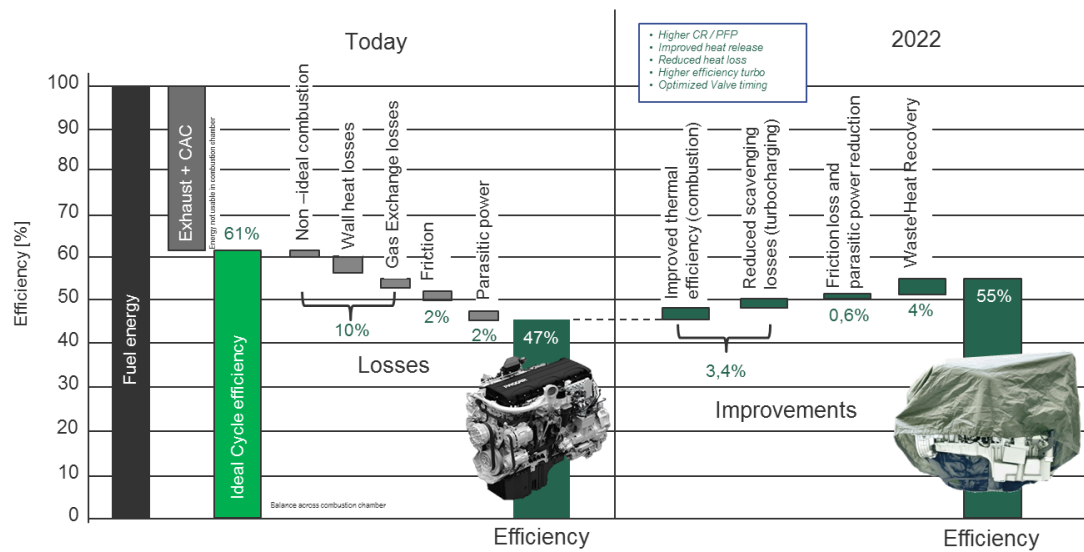 Today
2022
• Higher CR / PFP
• Improved heat release
• Reduced heat loss
• Higher efficiency turbo
• Optimized Valve timing
Efficiency [%]
100
90
80
70
60
50
40
30
20
10
0
Fuel energy
Exhaust + CAC
Energy not usable in combustion chamber
61%
Ideal Cycle efficiency
Non –ideal combustion
Wall heat losses
Gas Exchange losses
10%
Friction
2%
Parasitic power
2%
Losses
47%
Balance across combustion chamber
Efficiency
Improved thermal
efficiency (combustion)
Reduced scavenging
losses (turbocharging)
3,4%
Friction loss and
parasitic power reduction
0,6%
Waste Heat Recovery
4%
Improvements
55%
Efficiency